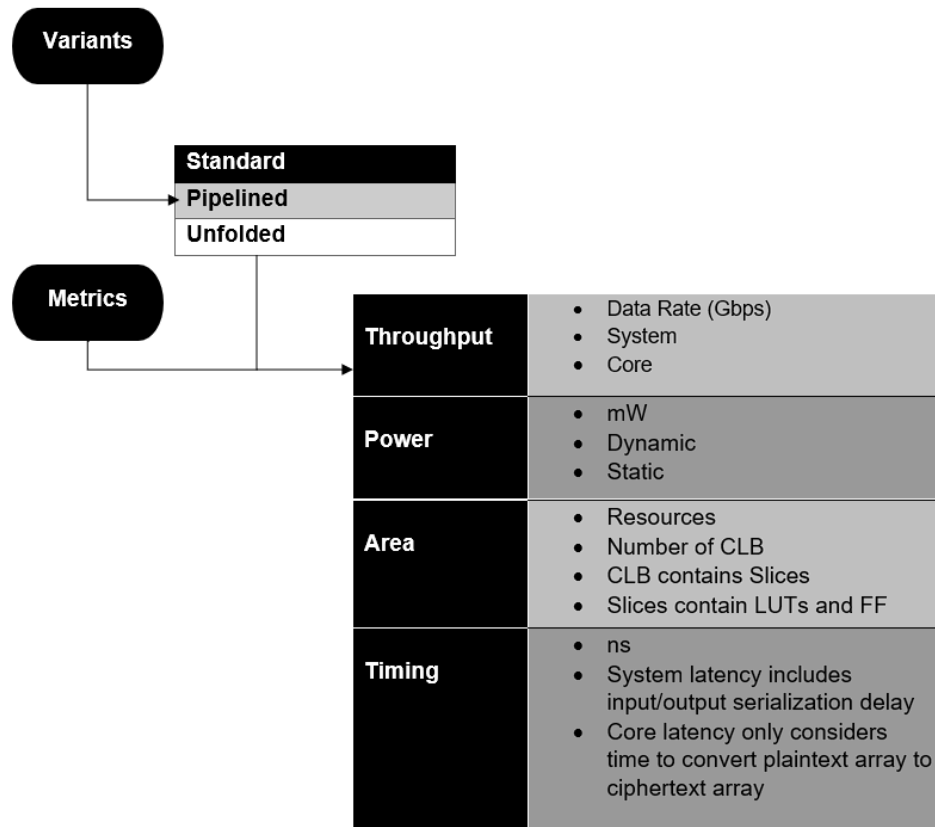 Variants
Standard
Pipelined
Unfolded
Metrics
Throughput
• Data Rate (Gbps)
• System
• Core
Power
• mW
• Dynamic
• Static
Area
• Resources
• Number of CLB
• CLB contains Slices
• Slices contain LUTs and FF
Timing
• ns
• System latency includes
input/output serialization delay
• Core latency only considers
time to convert plaintext array to
ciphertext array